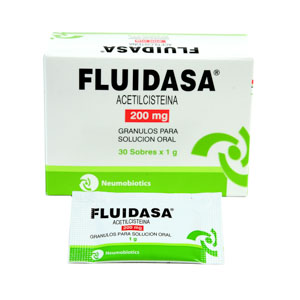 FLUIDASA®
ACETILCISTEINA
200 mg
GRANULOS PARA
SOLUCION ORAL
30 Sobres x 1 g
Neumobiotics
FLUIDASA®
ACETILCISTEINA
200 mg
GRANULOS PARA SOLUCION ORAL
1 g
Neumobiotics